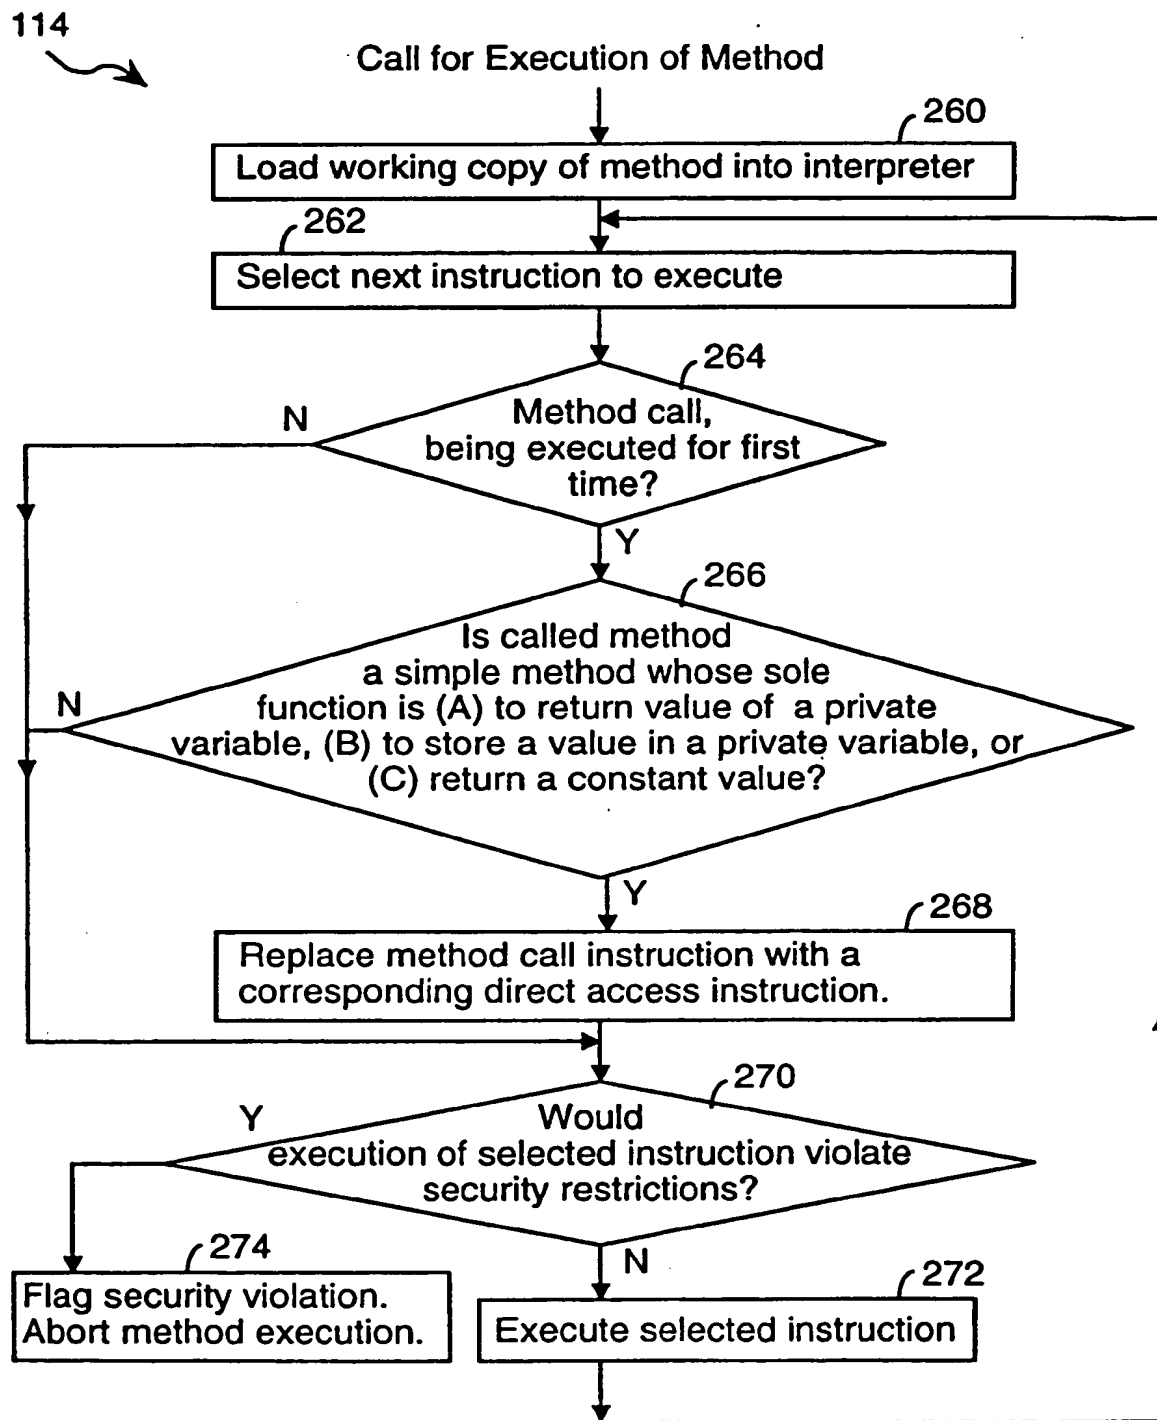 114
Call for Execution of Method
260
Load working copy of method into interpreter
262
Select next instruction to execute
264
N
Method call,
being executed for first
time?
Y
266
Is called method
a simple method whose sole
N
function is (A) to return value of a private
variable, (B) to store a value in a private variable, or
(C) return a constant value?
Y
268
Replace method call instruction with a
corresponding direct access instruction.
270
Y
Would
execution of selected instruction violate
security restrictions?
274
N
272
Flag security violation.
Abort method execution.
Execute selected instruction